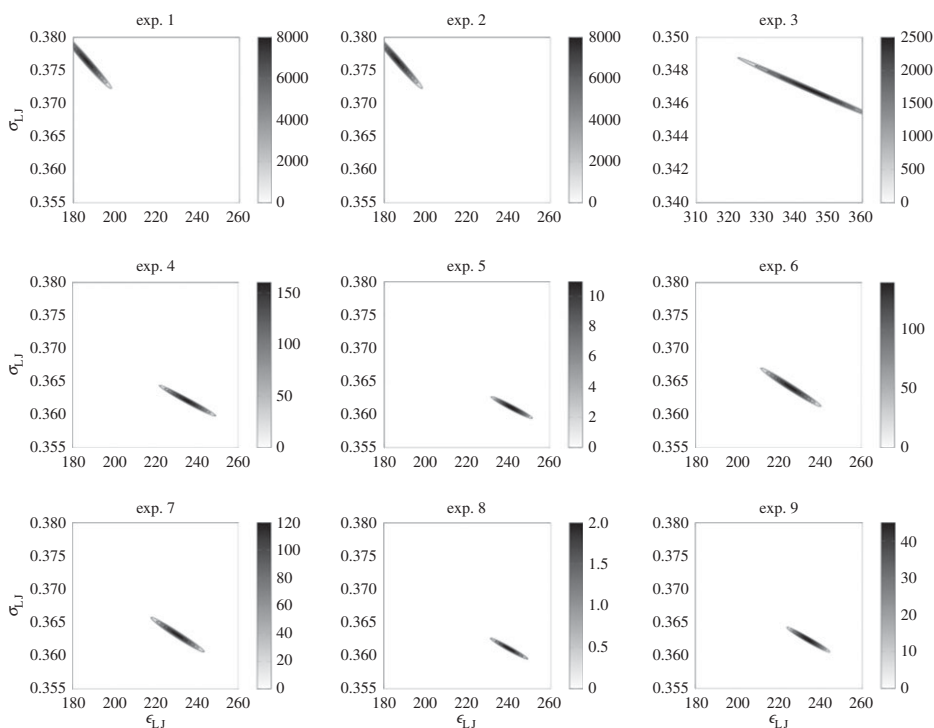 exp. 1 exp. 2 exp. 3
0.380 8000 0.380 8000 0.350 2500
0.375 0.375 0.348 2000
6000 6000
0.370 0.370 0.346 1500
σLJ 4000 4000
0.365 0.365 0.344 1000
0.360 2000 0.360 2000 0.342 500
0.355 0 0.355 0 0.340 0
180 200 220 240 260 180 200 220 240 260 310 320 330 340 350 360
exp. 4 exp. 5 exp. 6
0.380 0.380 0.380
150 10
0.375 0.375 0.375
8 100
0.370 100 0.370 0.370
σLJ 6
0.365 0.365 0.365
50 4 50
0.360 0.360 0.360
2
0.355 0 0.355 0 0.355 0
180 200 220 240 260 180 200 220 240 260 180 200 220 240 260
exp. 7 exp. 8 exp. 9
0.380 120 0.380 2.0 0.380
100 40
0.375 0.375 1.5 0.375
80 30
0.370 0.370 0.370
σLJ 60 1.0
0.365 0.365 0.365 20
40
0.360 0.360 0.5 0.360 10
20
0.355 0 0.355 0 0.355 0
180 200 220 240 260 180 200 220 240 260 180 200 220 240 260
ϵLJ ϵLJ ϵLJ